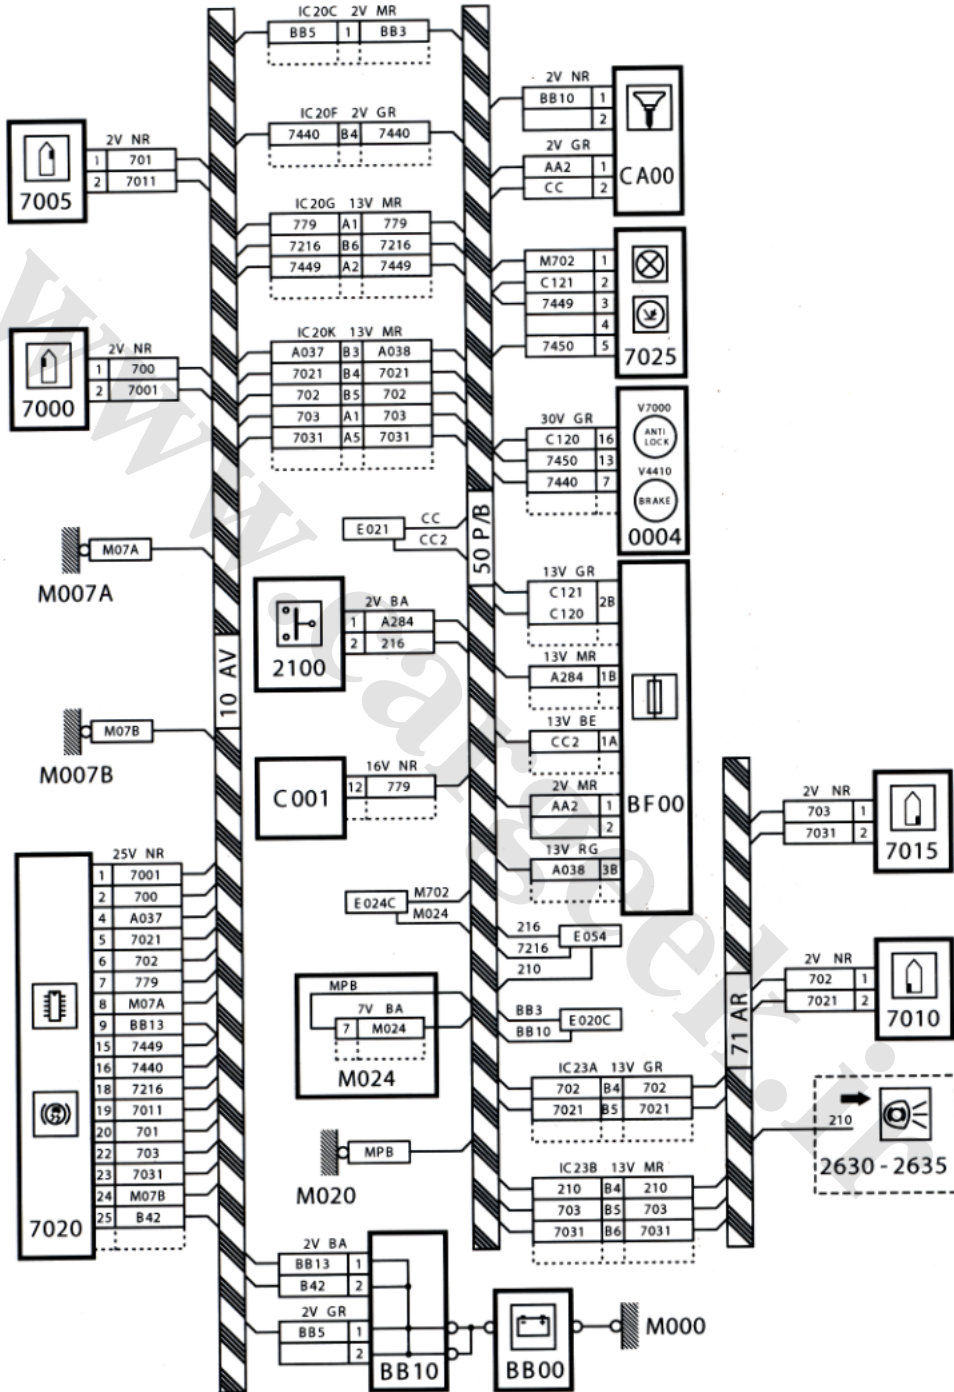 IC20C 2V MR
BB5 1 BB3
IC20F 2V GR
7440 B4 7440
IC20G 13V MR
779 A1 779
7216 B6 7216
7449 A2 7449
IC20K 13V MR
A037 B3 A038
7021 B4 7021
702 B5 702
703 A1 703
7031 A5 7031
2V NR
1 701
2 7011
7005
2V NR
1 700
2 7001
7000
M07A
M007A
M07B
M007B
10 AV
25V NR
1 7001
2 700
4 A037
5 7021
6 702
7 779
8 M07A
9 BB13
15 7449
16 7440
18 7216
19 7011
20 701
22 703
23 7031
24 M07B
25 B42
7020
E021 CC
CC2
2V BA
1 A284
2 216
2100
16V NR
12 779
C001
E024C M702
M024
MPB
7V BA
7 M024
M024
MPB
M020
2V BA
BB13 1
B42 2
2V GR
BB5 1
2
BB10
BB00
M000
50 P/B
2V NR
BB10 1
2
2V GR
AA2 1
CC 2
CA00
M702 1
C121 2
7449 3
4
7450 5
7025
30V GR
C120 16
7450 13
7440 7
V7000
ANTI
LOCK
V4410
BRAKE
0004
13V GR
C121
C120 2B
13V MR
A284 1B
13V BE
CC2 1A
2V MR
AA2 1
2
13V RG
A038 3B
BF00
216
7216
210
E054
BB3
BB10
E020C
IC23A 13V GR
702 B4 702
7021 B5 7021
IC23B 13V MR
210 B4 210
703 B5 703
7031 B6 7031
71 AR
2V NR
703 1
7031 2
7015
2V NR
702 1
7021 2
7010
210
2630 - 2635
www.cargeek.ir